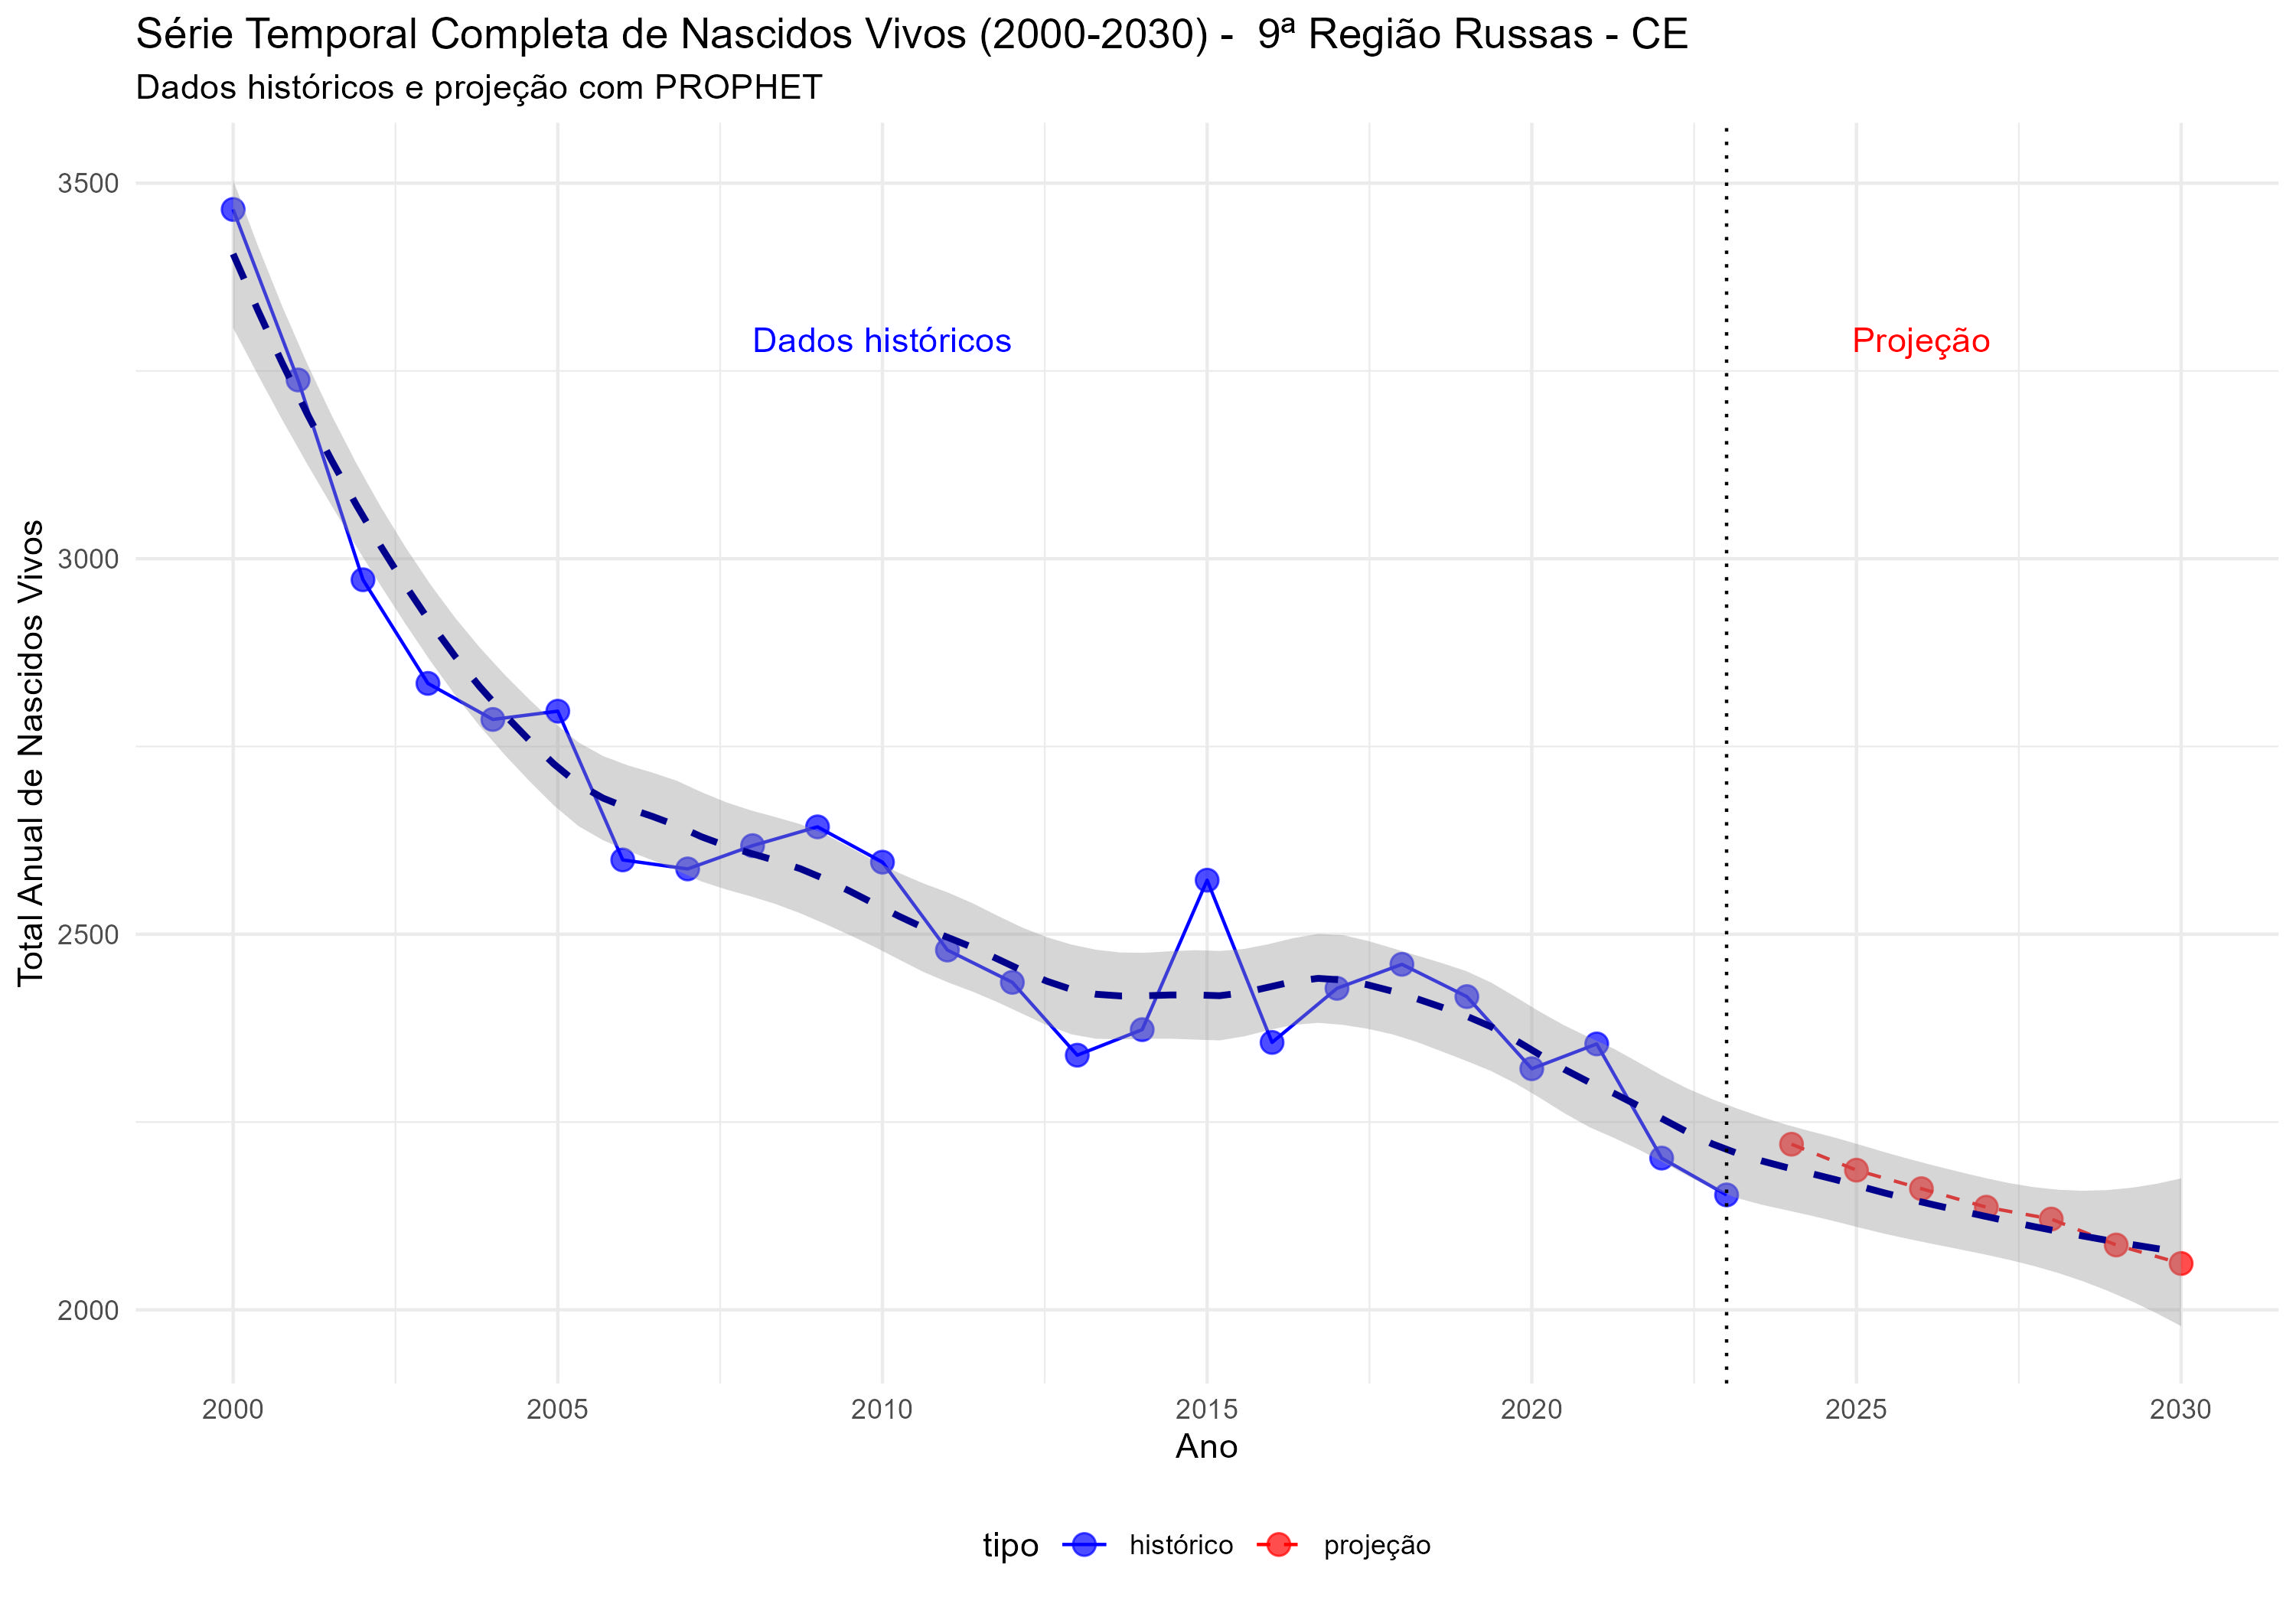 Série Temporal Completa de Nascidos Vivos (2000-2030) -  9ª Região Russas - CE
Dados históricos e projeção com PROPHET
Total Anual de Nascidos Vivos
3500
3000
2500
2000
Dados históricos
Projeção
2000 2005 2010 2015 2020 2025 2030
Ano
tipo histórico projeção